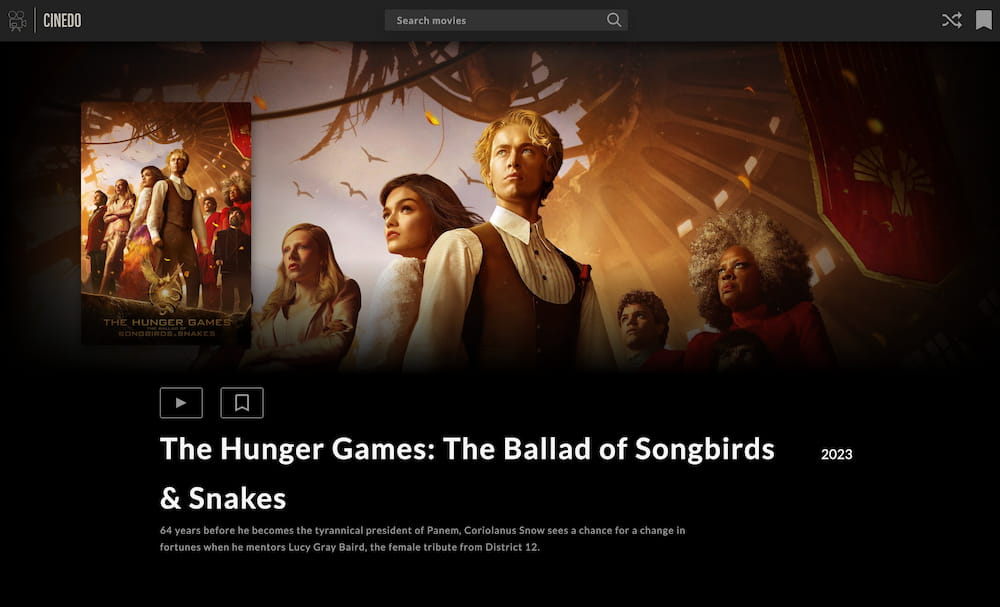 CINEDO
Search movies
THE HUNGER GAMES
THE BALLAD OF
SONGBIRDS & SNAKES
The Hunger Games: The Ballad of Songbirds
2023
& Snakes
64 years before he becomes the tyrannical president of Panem, Coriolanus Snow sees a chance for a change in
fortunes when he mentors Lucy Gray Baird, the female tribute from District 12.